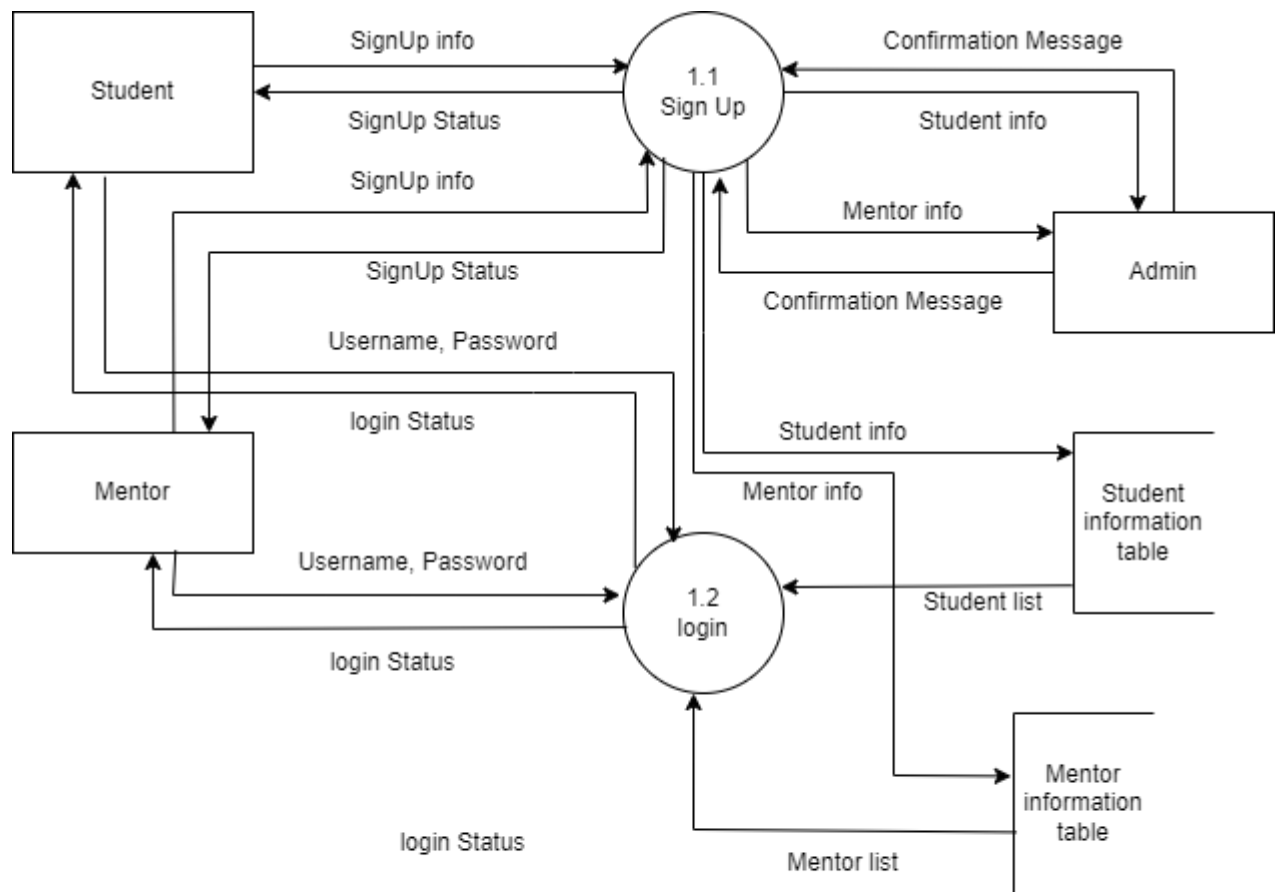 SignUp info
Confirmation Message
Student
1.1
Sign Up
SignUp Status
Student info
SignUp info
Mentor info
SignUp Status
Admin
Confirmation Message
Username, Password
login Status
Student info
Mentor
Mentor info
Student
information
table
Username, Password
1.2
login
Student list
login Status
Mentor
information
table
login Status
Mentor list